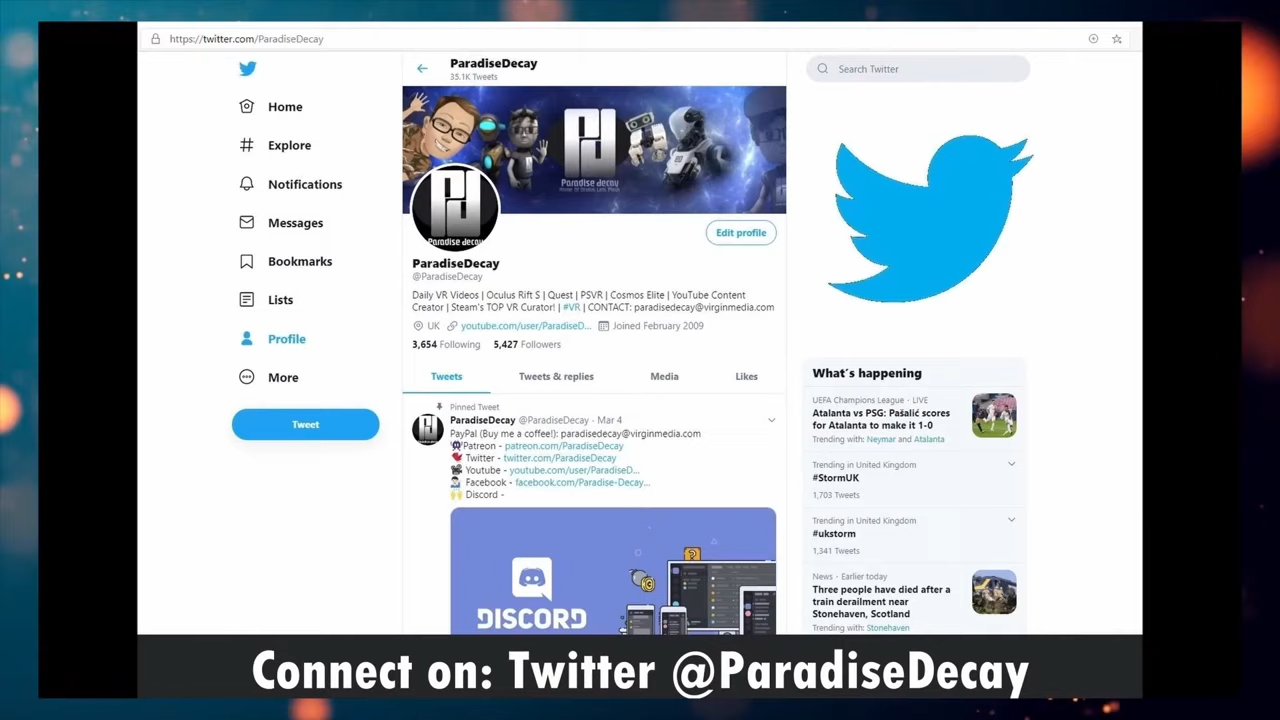 https://twitter.com/ParadiseDecay
Home
Explore
Notifications
Messages
Bookmarks
Lists
Profile
More
Tweet
ParadiseDecay
35.1K Tweets
PJ
Paradise decay
Paradise decay
Edit profile
ParadiseDecay
@ParadiseDecay
Daily VR Videos | Oculus Rift S | Quest | PSVR | Cosmos Elite | YouTube Content
Creator | Steam's TOP VR Curator! | #VR | CONTACT: paradisedecay@virginmedia.com
UK youtube.com/user/ParadiseD... Joined February 2009
3,654 Following 5,427 Followers
Tweets Tweets & replies Media Likes
Pinned Tweet
ParadiseDecay @ParadiseDecay · Mar 4
PayPal (Buy me a coffee!): paradisedecay@virginmedia.com
Patreon - patreon.com/ParadiseDecay
Twitter - twitter.com/ParadiseDecay
Youtube - youtube.com/user/ParadiseD...
Facebook - facebook.com/Paradise-Decay...
Discord -
DISCORD
Search Twitter
What's happening
UEFA Champions League · LIVE
Atalanta vs PSG: Pašalić scores
for Atalanta to make it 1-0
Trending with: Neymar and Atalanta
Trending in United Kingdom
#StormUK
1,703 Tweets
Trending in United Kingdom
#ukstorm
1,341 Tweets
News · Earlier today
Three people have died after a
train derailment near
Stonehaven, Scotland
Trending with: Stonehaven
Connect on: Twitter @ParadiseDecay